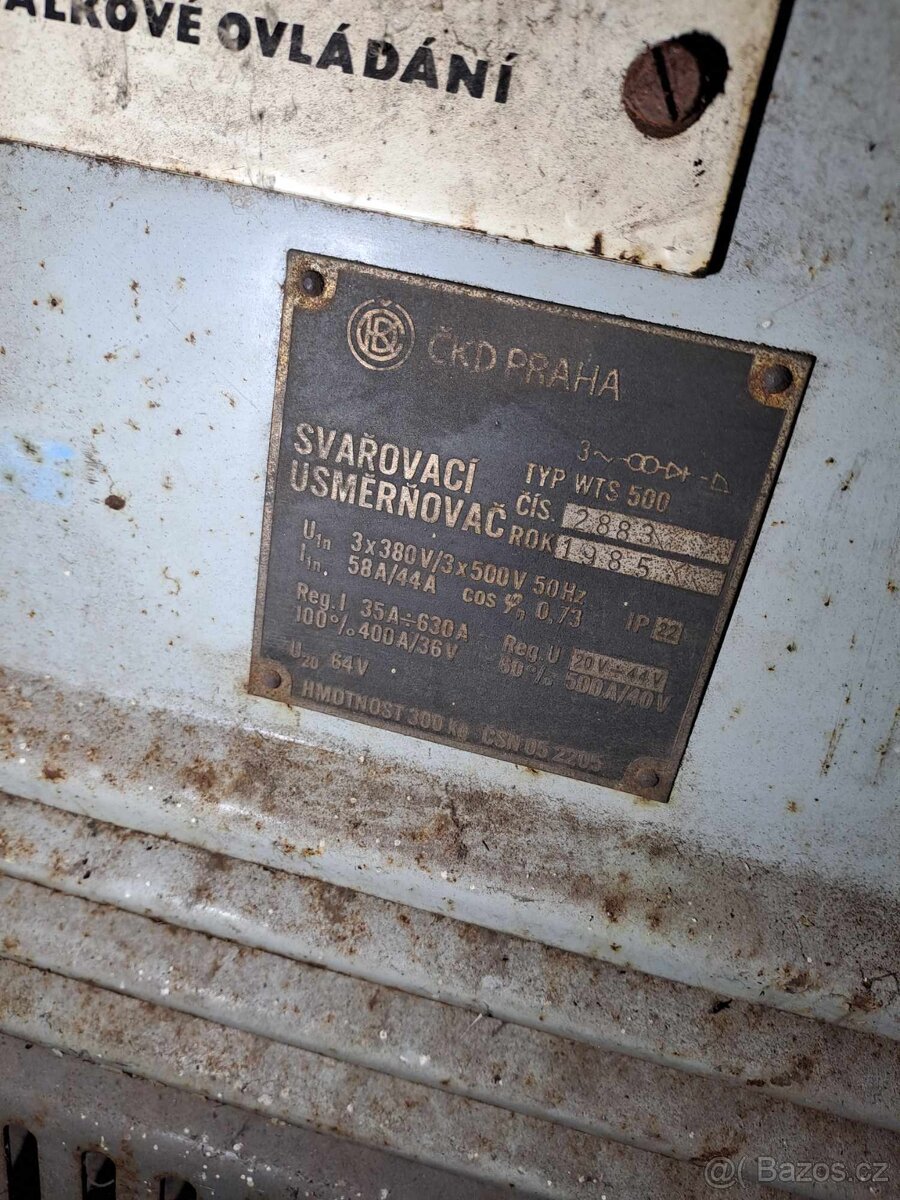 ÁLKOVÉ OVLÁDÁNÍ
ČKD PRAHA
SVAŘOVACÍ
USMĚRŇOVAČ
3~
TYP WTS 500
ČÍS. 2883
ROK 1985
U1n 3x380V/3x500V 50Hz
I1n. 58A/44A cos φn 0,73 IP 22
Reg. I 35A÷630A Reg. U 20V÷44V
100% 400A/36V 60% 500A/40V
U20 64V
HMOTNOST 300 kg ČSN 05 2205
@( Bazos.cz